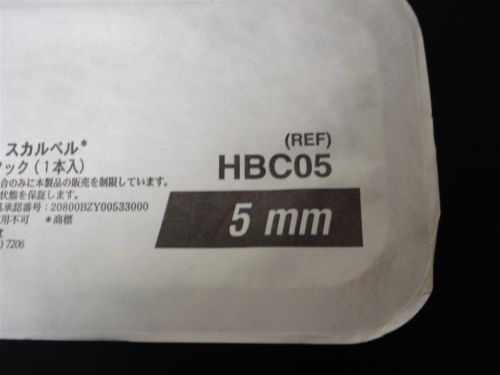 スカルペル*
ック(1本入)
合のみに本製品の販売を制限しています。
状態を保証します。
承認番号:20800BZY00533000
用不可 *商標
) 7206
(REF)
HBC05
5 mm